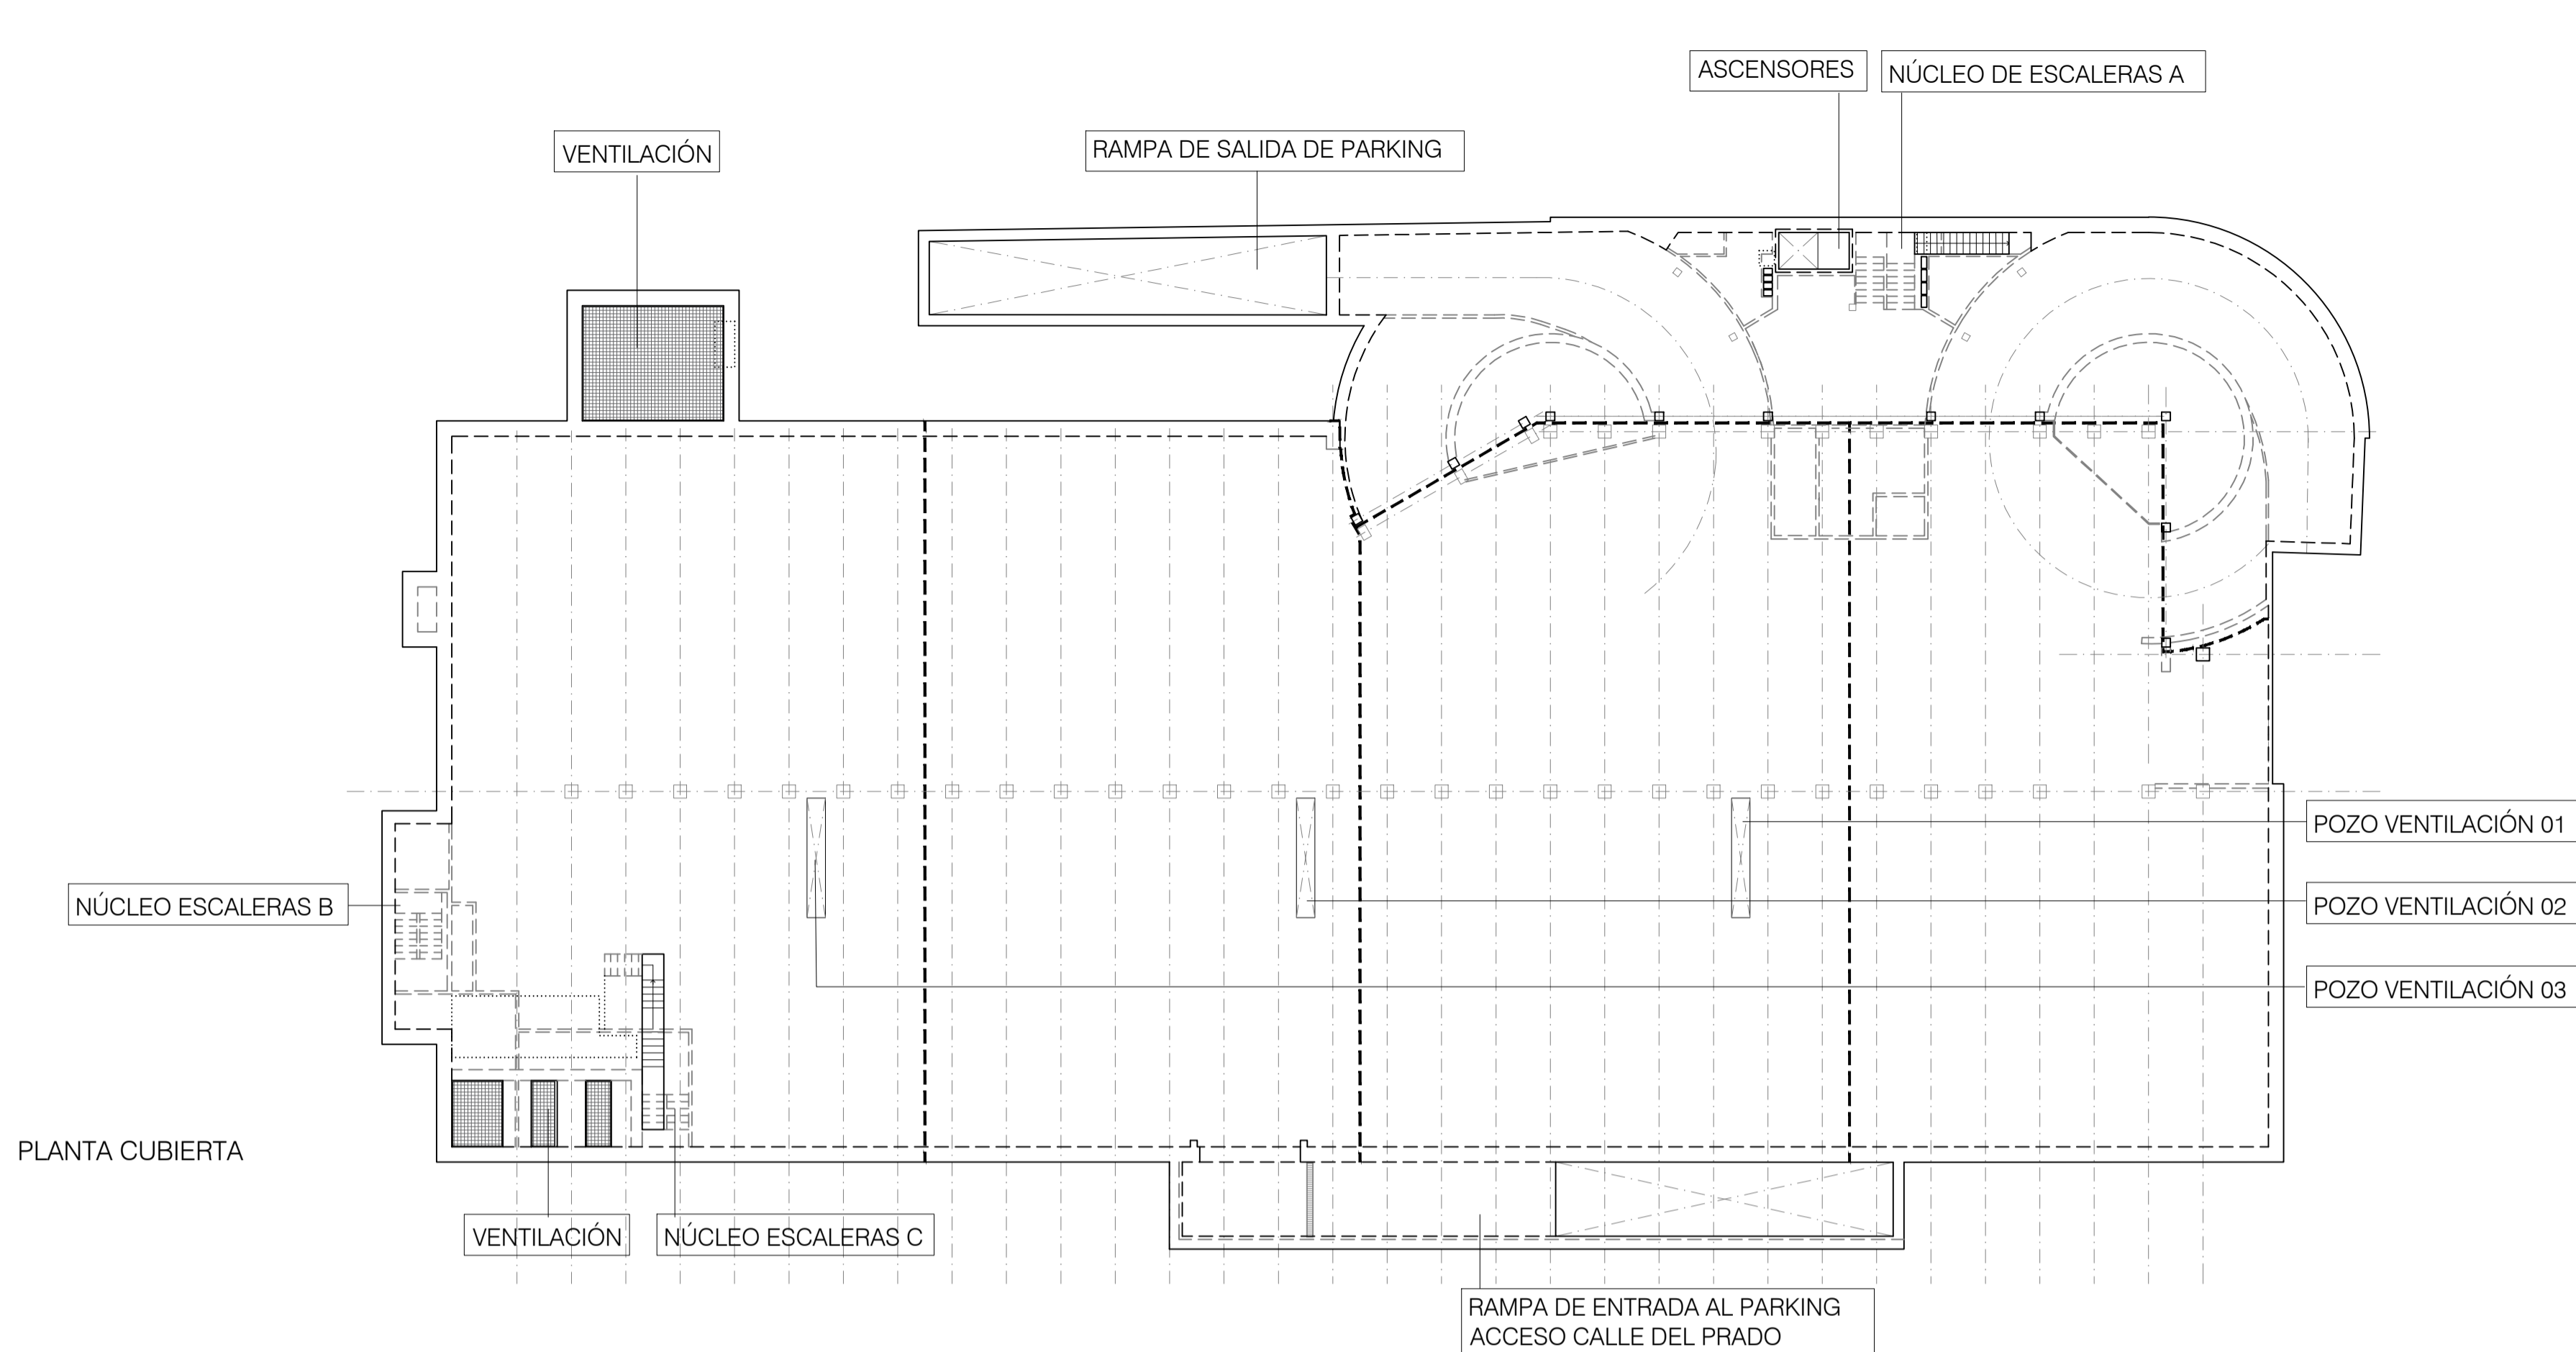 ASCENSORES
NÚCLEO DE ESCALERAS A
VENTILACIÓN
RAMPA DE SALIDA DE PARKING
POZO VENTILACIÓN 01
NÚCLEO ESCALERAS B
POZO VENTILACIÓN 02
POZO VENTILACIÓN 03
PLANTA CUBIERTA
VENTILACIÓN
NÚCLEO ESCALERAS C
RAMPA DE ENTRADA AL PARKING
ACCESO CALLE DEL PRADO